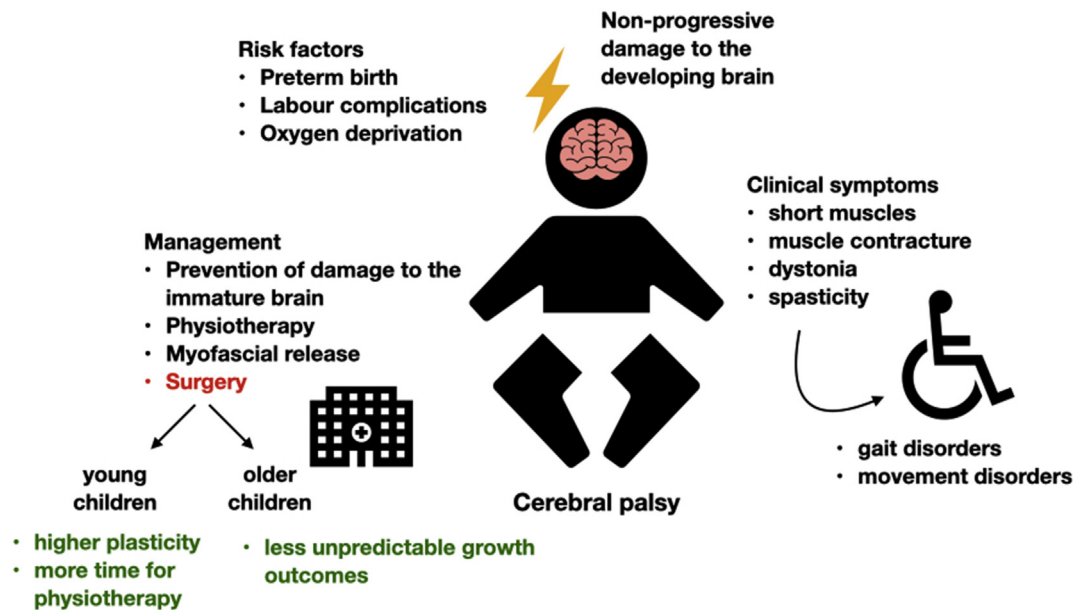 Risk factors
• Preterm birth
• Labour complications
• Oxygen deprivation
Non-progressive
damage to the
developing brain
Management
• Prevention of damage to the
immature brain
• Physiotherapy
• Myofascial release
• Surgery
young
children
• higher plasticity
• more time for
physiotherapy
older
children
• less unpredictable growth
outcomes
Cerebral palsy
Clinical symptoms
• short muscles
• muscle contracture
• dystonia
• spasticity
• gait disorders
• movement disorders